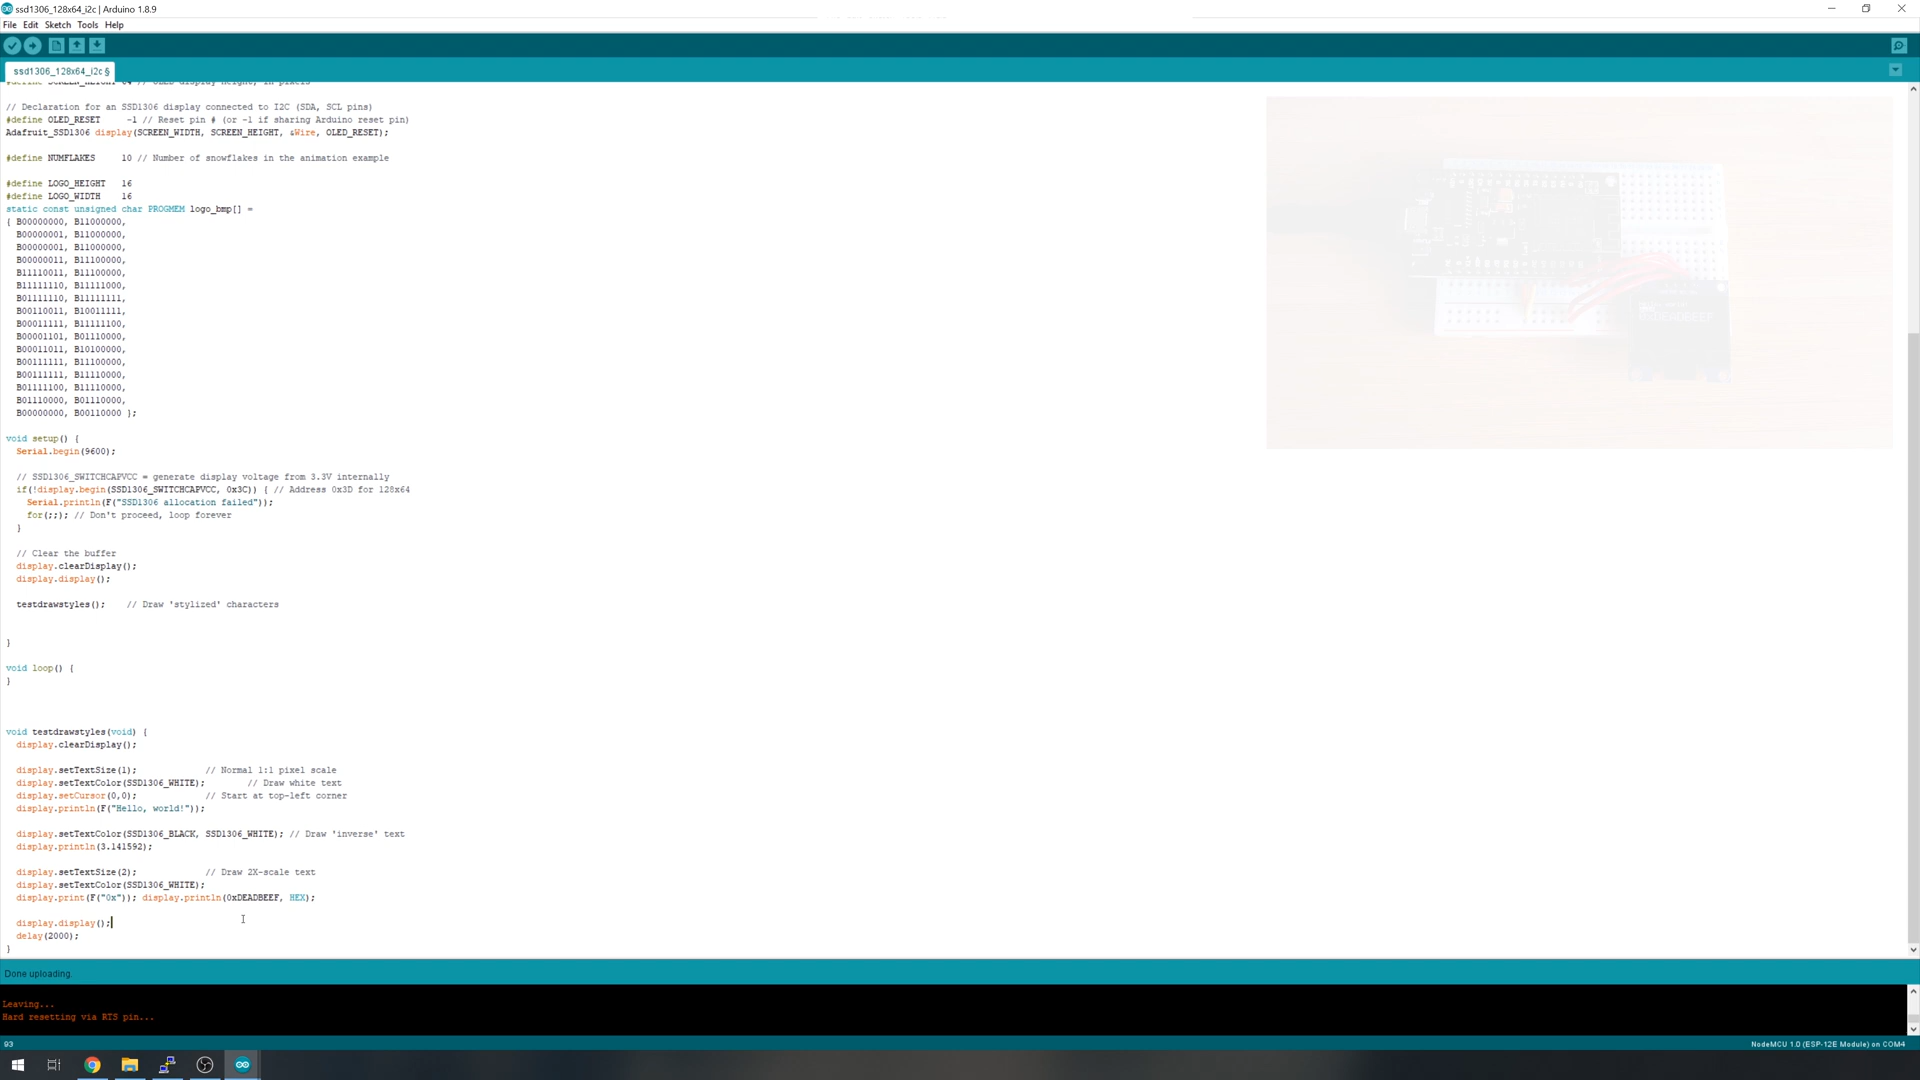 ssd1306_128x64_i2c | Arduino 1.8.9
File Edit Sketch Tools Help
ssd1306_128x64_i2c §
#define SCREEN_HEIGHT 64 // OLED display height, in pixels
// Declaration for an SSD1306 display connected to I2C (SDA, SCL pins)
#define OLED_RESET     -1 // Reset pin # (or -1 if sharing Arduino reset pin)
Adafruit_SSD1306 display(SCREEN_WIDTH, SCREEN_HEIGHT, &Wire, OLED_RESET);
#define NUMFLAKES     10 // Number of snowflakes in the animation example
#define LOGO_HEIGHT   16
#define LOGO_WIDTH    16
static const unsigned char PROGMEM logo_bmp[] =
{ B00000000, B11000000,
B00000001, B11000000,
B00000001, B11000000,
B00000011, B11100000,
B11110011, B11100000,
B11111110, B11111000,
B01111110, B11111111,
B00110011, B10011111,
B00011111, B11111100,
B00001101, B01110000,
B00011011, B10100000,
B00111111, B11100000,
B00111111, B11100000,
B01111100, B11110000,
B01110000, B01110000,
B00000000, B00110000 };
void setup() {
Serial.begin(9600);
// SSD1306_SWITCHCAPVCC = generate display voltage from 3.3V internally
if(!display.begin(SSD1306_SWITCHCAPVCC, 0x3C)) { // Address 0x3D for 128x64
Serial.println(F("SSD1306 allocation failed"));
for(;;); // Don't proceed, loop forever
}
// Clear the buffer
display.clearDisplay();
display.display();
testdrawstyles();    // Draw 'stylized' characters
}
void loop() {
}
void testdrawstyles(void) {
display.clearDisplay();
display.setTextSize(1);             // Normal 1:1 pixel scale
display.setTextColor(SSD1306_WHITE);        // Draw white text
display.setCursor(0,0);             // Start at top-left corner
display.println(F("Hello, world!"));
display.setTextColor(SSD1306_BLACK, SSD1306_WHITE); // Draw 'inverse' text
display.println(3.141592);
display.setTextSize(2);             // Draw 2X-scale text
display.setTextColor(SSD1306_WHITE);
display.print(F("0x")); display.println(0xDEADBEEF, HEX);
display.display();
delay(2000);
}
DEADBEEF
Done uploading.
Leaving...
Hard resetting via RTS pin...
93
NodeMCU 1.0 (ESP-12E Module) on COM4